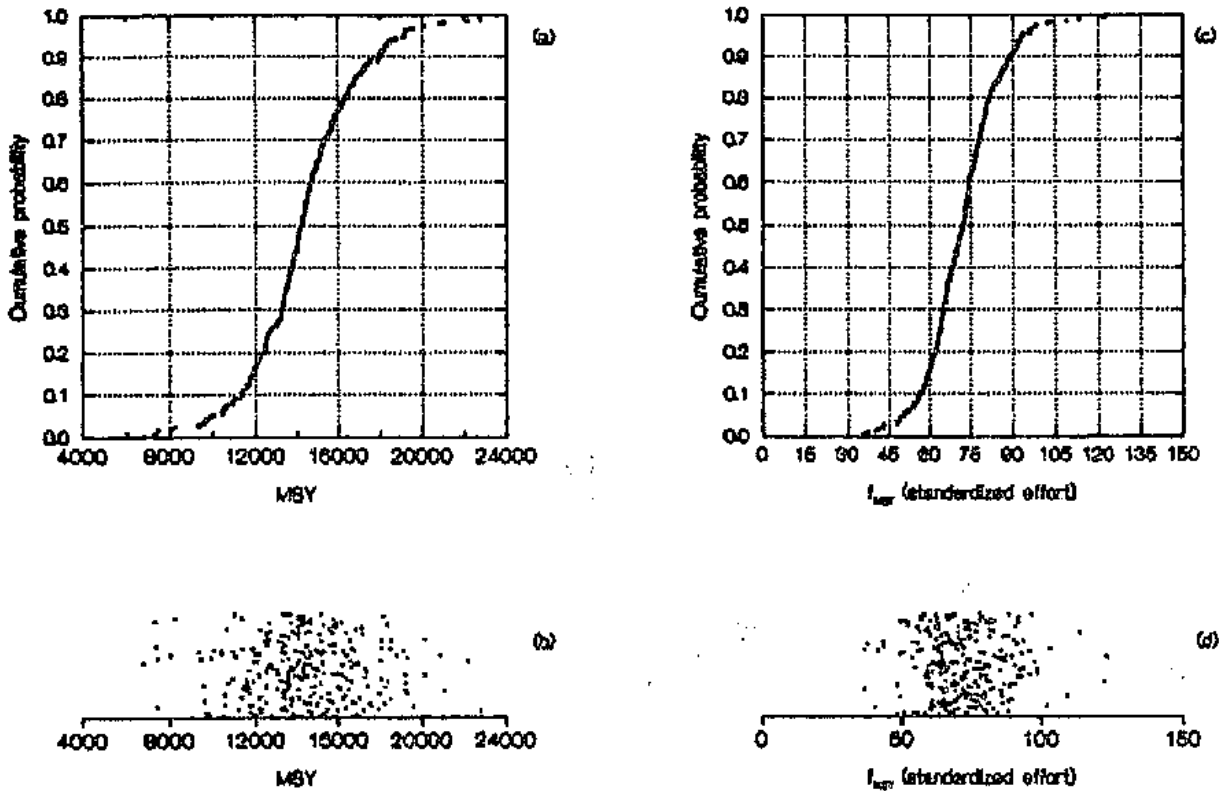 (a)
Cumulative probability
1.0
0.9
0.8
0.7
0.6
0.5
0.4
0.3
0.2
0.1
0.0
4000 8000 12000 16000 20000 24000
MSY
(c)
Cumulative probability
1.0
0.9
0.8
0.7
0.6
0.5
0.4
0.3
0.2
0.1
0.0
0 15 30 45 60 75 90 105 120 135 150
fMSY (standardized effort)
(b)
4000 8000 12000 16000 20000 24000
MSY
(d)
0 50 100 150
fMSY (standardized effort)